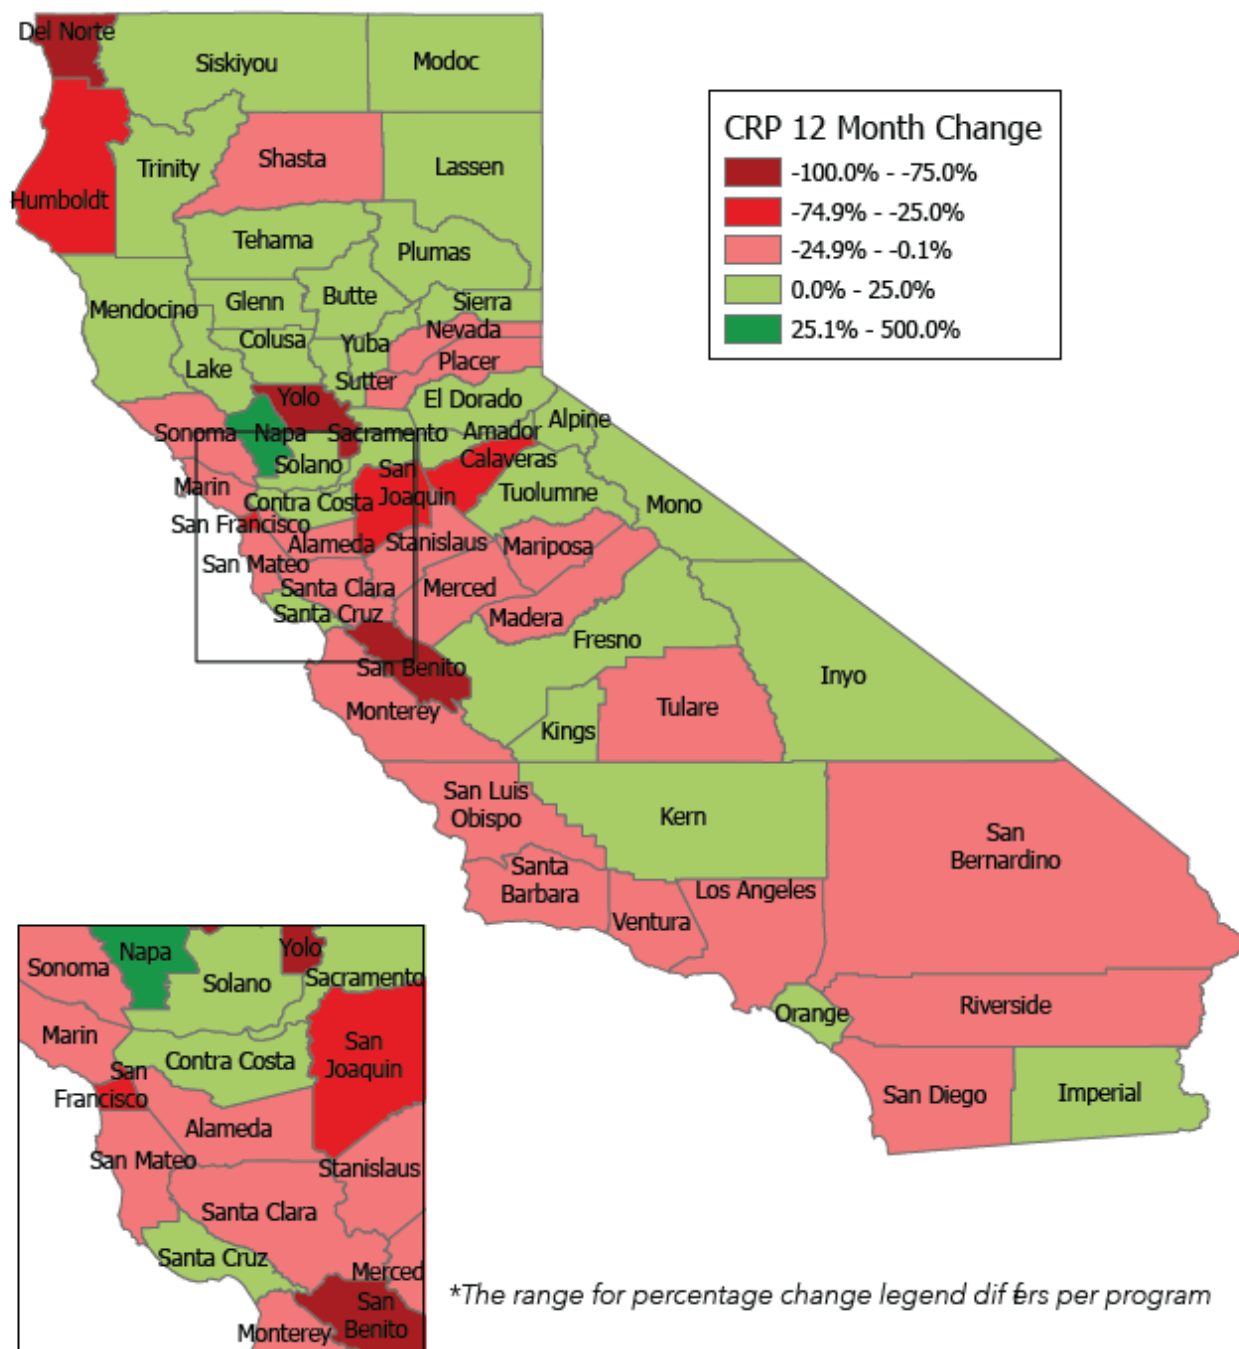 Del Norte
Siskiyou
Modoc
Trinity
Shasta
Lassen
Humboldt
Tehama
Plumas
Mendocino
Glenn
Butte
Sierra
Colusa
Yuba
Nevada
Placer
Lake
Sutter
Yolo
El Dorado
Alpine
Sonoma
Napa
Sacramento
Amador
Solano
Calaveras
Marin
Contra Costa
San
Joaquin
Tuolumne
Mono
San Francisco
Alameda
Stanislaus
Mariposa
San Mateo
Santa Clara
Merced
Santa Cruz
Madera
Fresno
San Benito
Inyo
Monterey
Kings
Tulare
San Luis
Obispo
Kern
San
Bernardino
Santa
Barbara
Los Angeles
Ventura
Orange
Riverside
San Diego
Imperial
CRP 12 Month Change
-100.0% - -75.0%
-74.9% - -25.0%
-24.9% - -0.1%
0.0% - 25.0%
25.1% - 500.0%
Napa
Yolo
Sonoma
Solano
Sacramento
Marin
Contra Costa
San
Joaquin
San
Francisco
Alameda
San Mateo
Stanislaus
Santa Clara
Santa Cruz
Merced
San
Benito
Monterey
*The range for percentage change legend dif ers per program